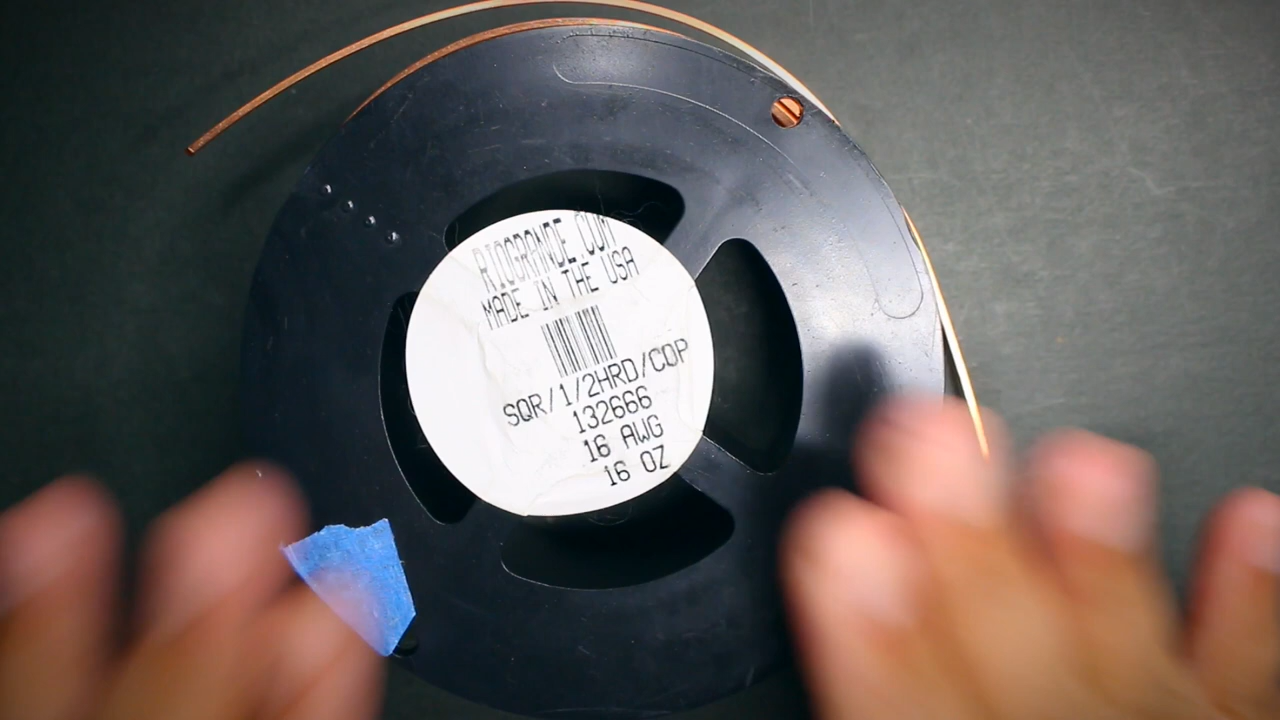 RIOGRANDE.COM
MADE IN THE USA
SQR/1/2HRD/COP
132666
16 AWG
16 OZ